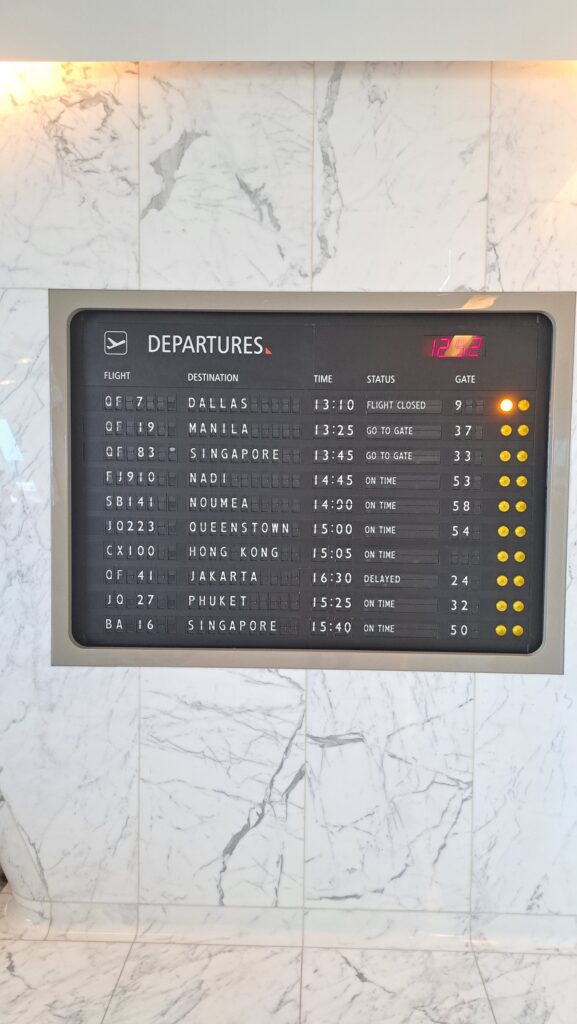 DEPARTURES
12:52
FLIGHT DESTINATION TIME STATUS GATE
QF 7 DALLAS 13:10 FLIGHT CLOSED 9
QF 19 MANILA 13:25 GO TO GATE 37
QF 83 SINGAPORE 13:45 GO TO GATE 33
FJ910 NADI 14:45 ON TIME 53
SB141 NOUMEA ON TIME 58
JQ223 QUEENSTOWN 15:00 ON TIME 54
CX100 HONG KONG 15:05 ON TIME
QF 41 JAKARTA 16:30 DELAYED 24
JQ 27 PHUKET 15:25 ON TIME 32
BA 16 SINGAPORE 15:40 ON TIME 50